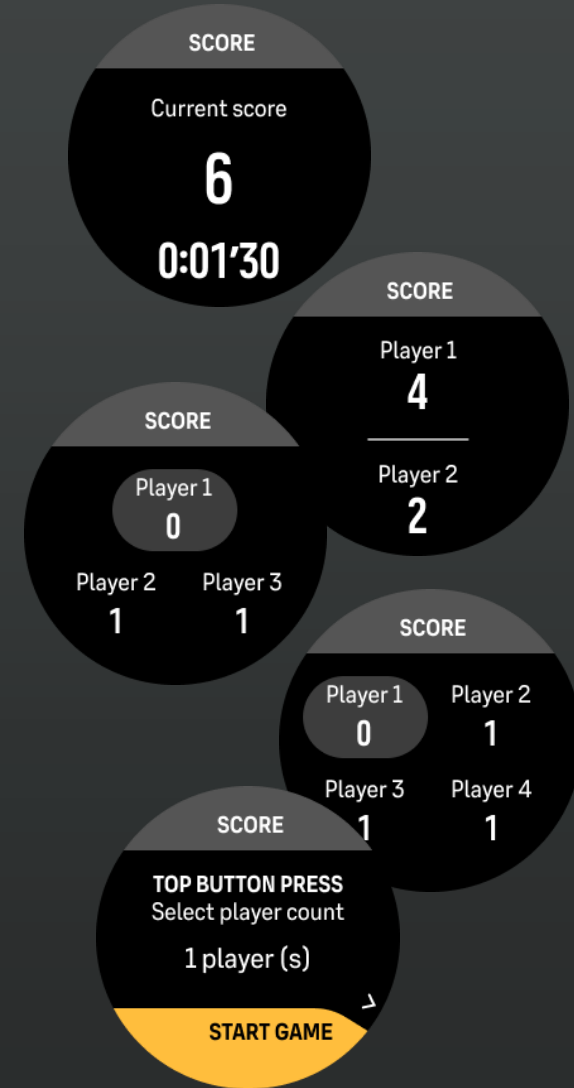 SCORE
Current score
6
0:01'30
SCORE
Player 1
4
Player 2
2
SCORE
Player 1
0
Player 2 Player 3
1 1
SCORE
Player 1 Player 2
0 1
Player 3 Player 4
1 1
SCORE
TOP BUTTON PRESS
Select player count
1 player (s)
START GAME